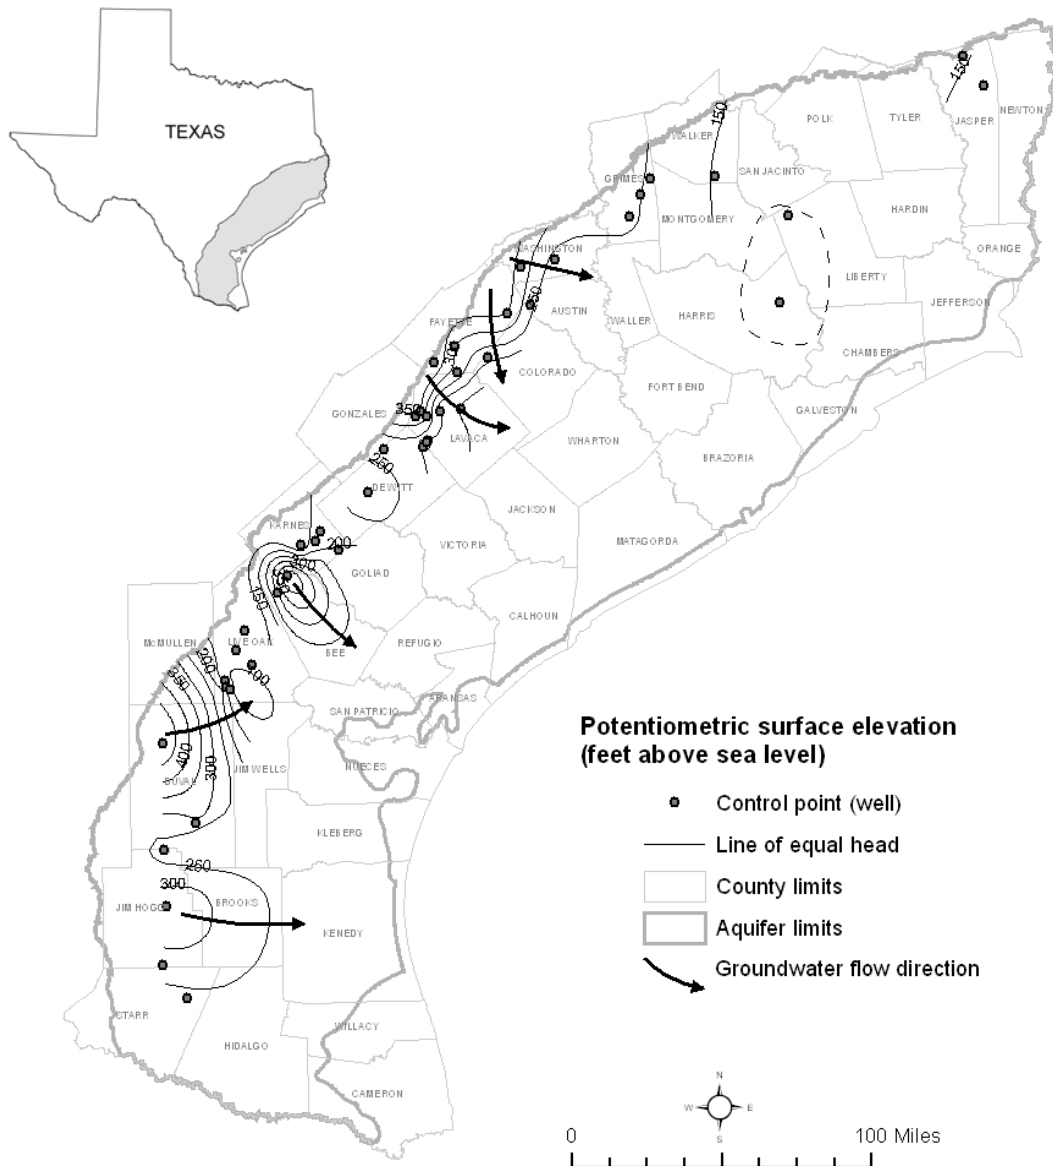 TEXAS
150
JASPER
NEWTON
TYLER
POLK
150
WALKER
SAN JACINTO
GRIMES
MONTGOMERY
HARDIN
WASHINGTON
ORANGE
LIBERTY
JEFFERSON
AUSTIN
WALLER
HARRIS
FAYETTE
CHAMBERS
COLORADO
FORT BEND
GALVESTON
350
GONZALES
LAVACA
WHARTON
BRAZORIA
250
DEWITT
JACKSON
KARNES
200
VICTORIA
MATAGORDA
300
GOLIAD
150
CALHOUN
McMULLEN
LIVE OAK
BEE
REFUGIO
200
350
100
ARANSAS
SAN PATRICIO
400
300
DUVAL
JIM WELLS
NUECES
KLEBERG
250
300
JIM HOGG
BROOKS
KENEDY
STARR
WILLACY
HIDALGO
CAMERON
Potentiometric surface elevation
(feet above sea level)
Control point (well)
Line of equal head
County limits
Aquifer limits
Groundwater flow direction
N
W
E
S
0
100 Miles